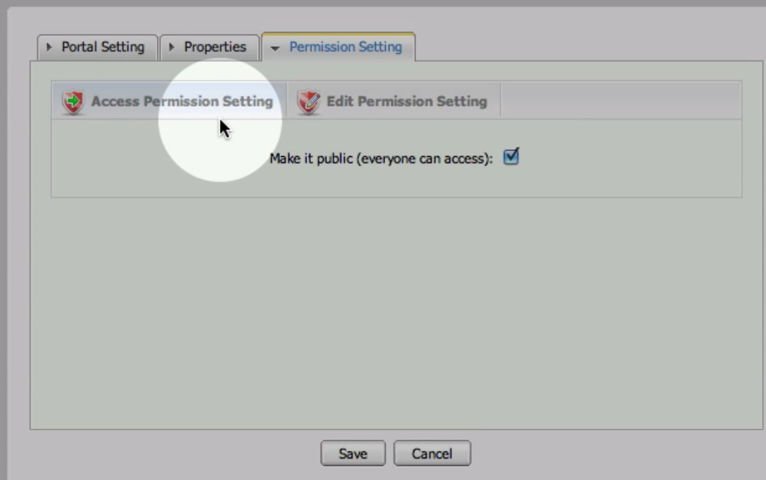 Portal Setting Properties Permission Setting
Access Permission Setting Edit Permission Setting
Make it public (everyone can access):
Save Cancel